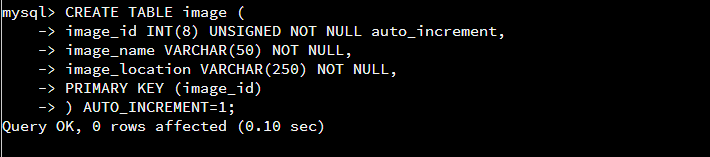 mysql> CREATE TABLE image (
    -> image_id INT(8) UNSIGNED NOT NULL auto_increment,
    -> image_name VARCHAR(50) NOT NULL,
    -> image_location VARCHAR(250) NOT NULL,
    -> PRIMARY KEY (image_id)
    -> ) AUTO_INCREMENT=1;
Query OK, 0 rows affected (0.10 sec)